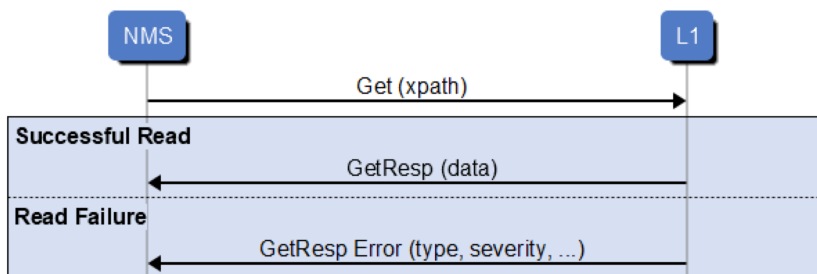 NMS
L1
Get (xpath)
Successful Read
GetResp (data)
Read Failure
GetResp Error (type, severity, ...)